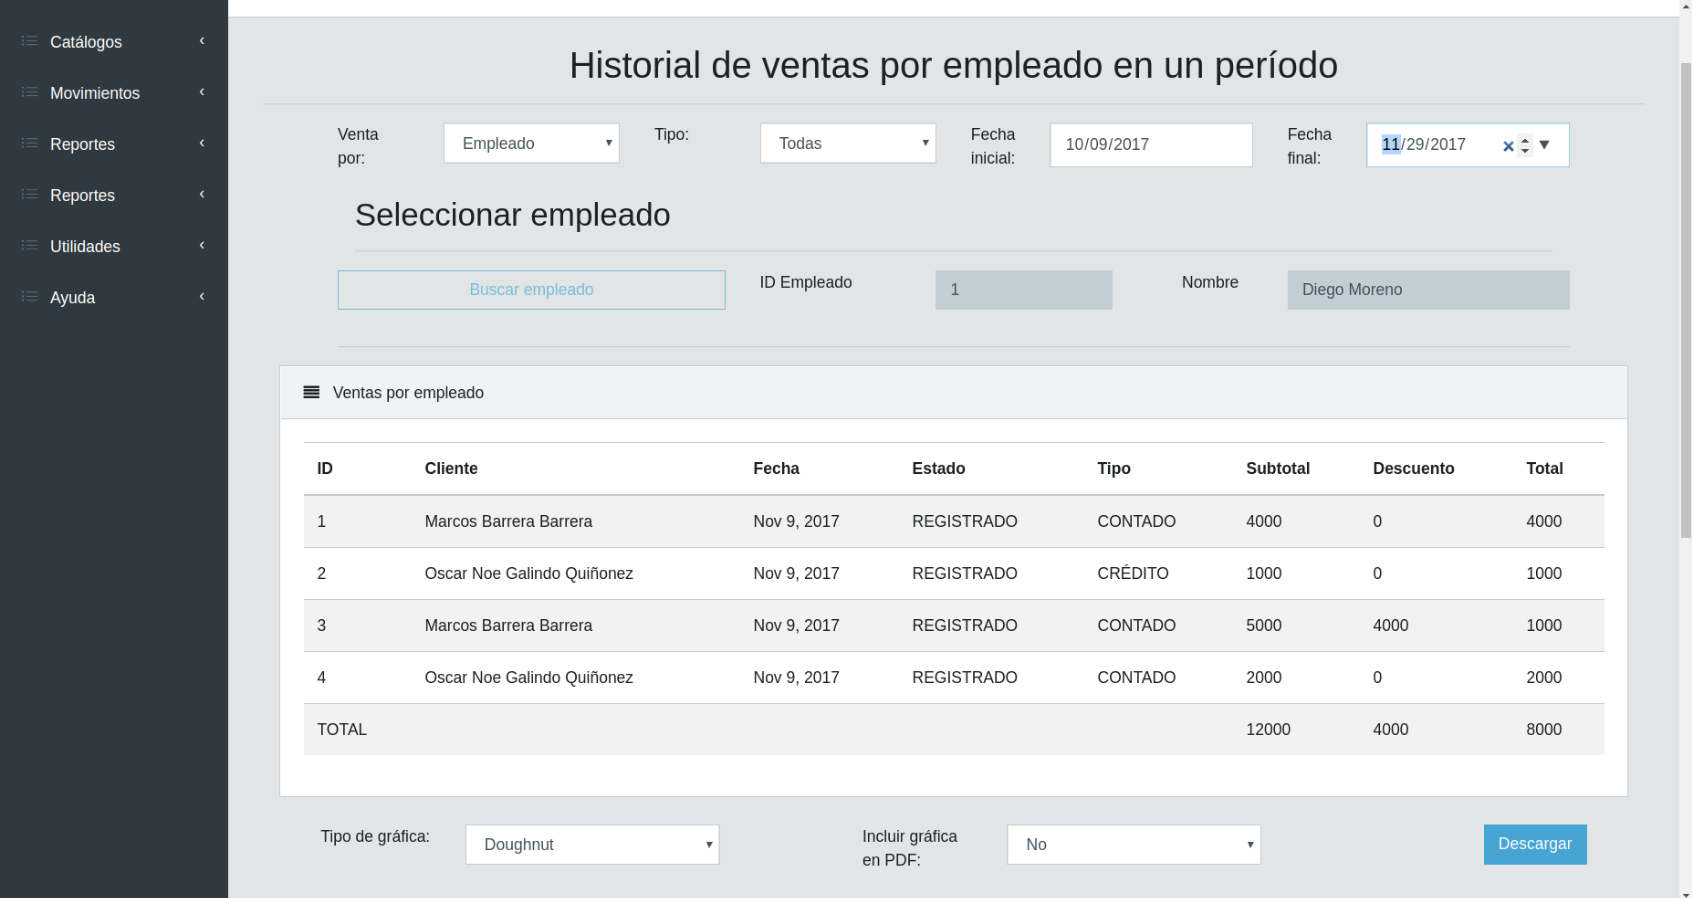 Catálogos
Movimientos
Reportes
Reportes
Utilidades
Ayuda
Historial de ventas por empleado en un período
Venta por: Empleado Tipo: Todas Fecha inicial: 10/09/2017 Fecha final: 11/29/2017
Seleccionar empleado
Buscar empleado ID Empleado 1 Nombre Diego Moreno
Ventas por empleado
ID Cliente Fecha Estado Tipo Subtotal Descuento Total
1 Marcos Barrera Barrera Nov 9, 2017 REGISTRADO CONTADO 4000 0 4000
2 Oscar Noe Galindo Quiñonez Nov 9, 2017 REGISTRADO CRÉDITO 1000 0 1000
3 Marcos Barrera Barrera Nov 9, 2017 REGISTRADO CONTADO 5000 4000 1000
4 Oscar Noe Galindo Quiñonez Nov 9, 2017 REGISTRADO CONTADO 2000 0 2000
TOTAL 12000 4000 8000
Tipo de gráfica: Doughnut Incluir gráfica en PDF: No Descargar